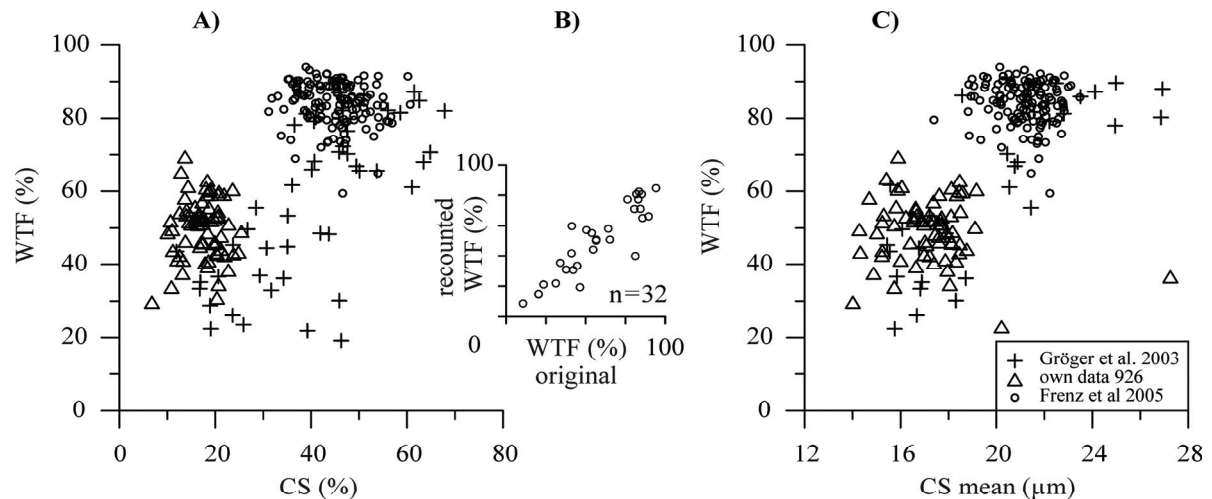 A)
100
80
60
40
20
0
WTF (%)
0
20
40
60
80
CS (%)
B)
100
recounted
WTF (%)
n=32
0
WTF (%)
100
original
C)
100
80
60
40
20
0
WTF (%)
Gröger et al. 2003
own data 926
Frenz et al 2005
12
16
20
24
28
CS mean (µm)